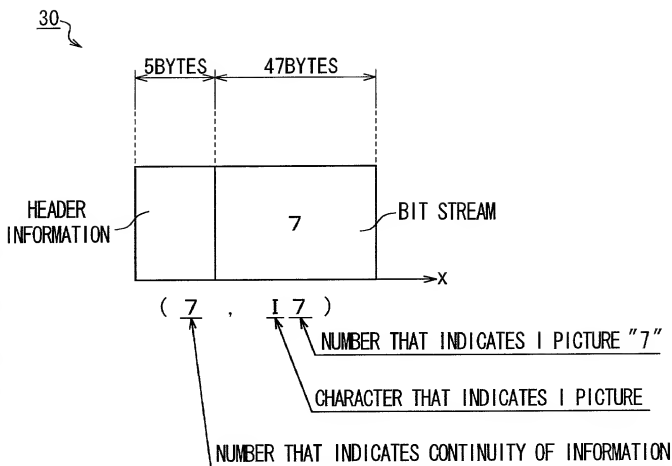 30
5BYTES 47BYTES
HEADER
INFORMATION
7
BIT STREAM
X
( 7 , I 7 )
NUMBER THAT INDICATES I PICTURE "7"
CHARACTER THAT INDICATES I PICTURE
NUMBER THAT INDICATES CONTINUITY OF INFORMATION